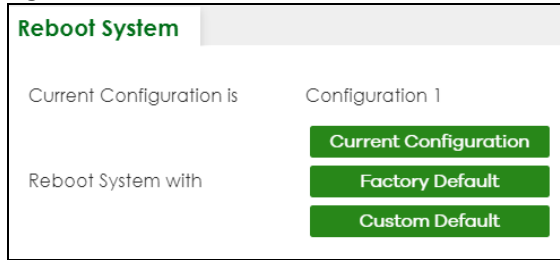 Reboot System
Current Configuration is Configuration 1
Current Configuration
Reboot System with Factory Default
Custom Default